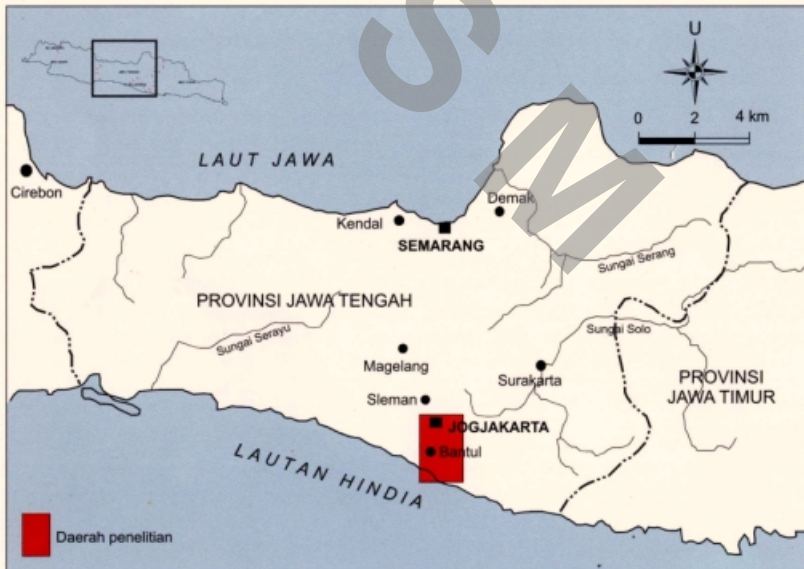 U
0 2 4 km
LAUT JAWA
Cirebon
Kendal
Demak
SEMARANG
Sungai Serang
PROVINSI JAWA TENGAH
Sungai Serayu
Sungai Solo
Magelang
Surakarta
PROVINSI
JAWA TIMUR
Sleman
JOGJAKARTA
Bantul
LAUTAN HINDIA
Daerah penelitian
S
M